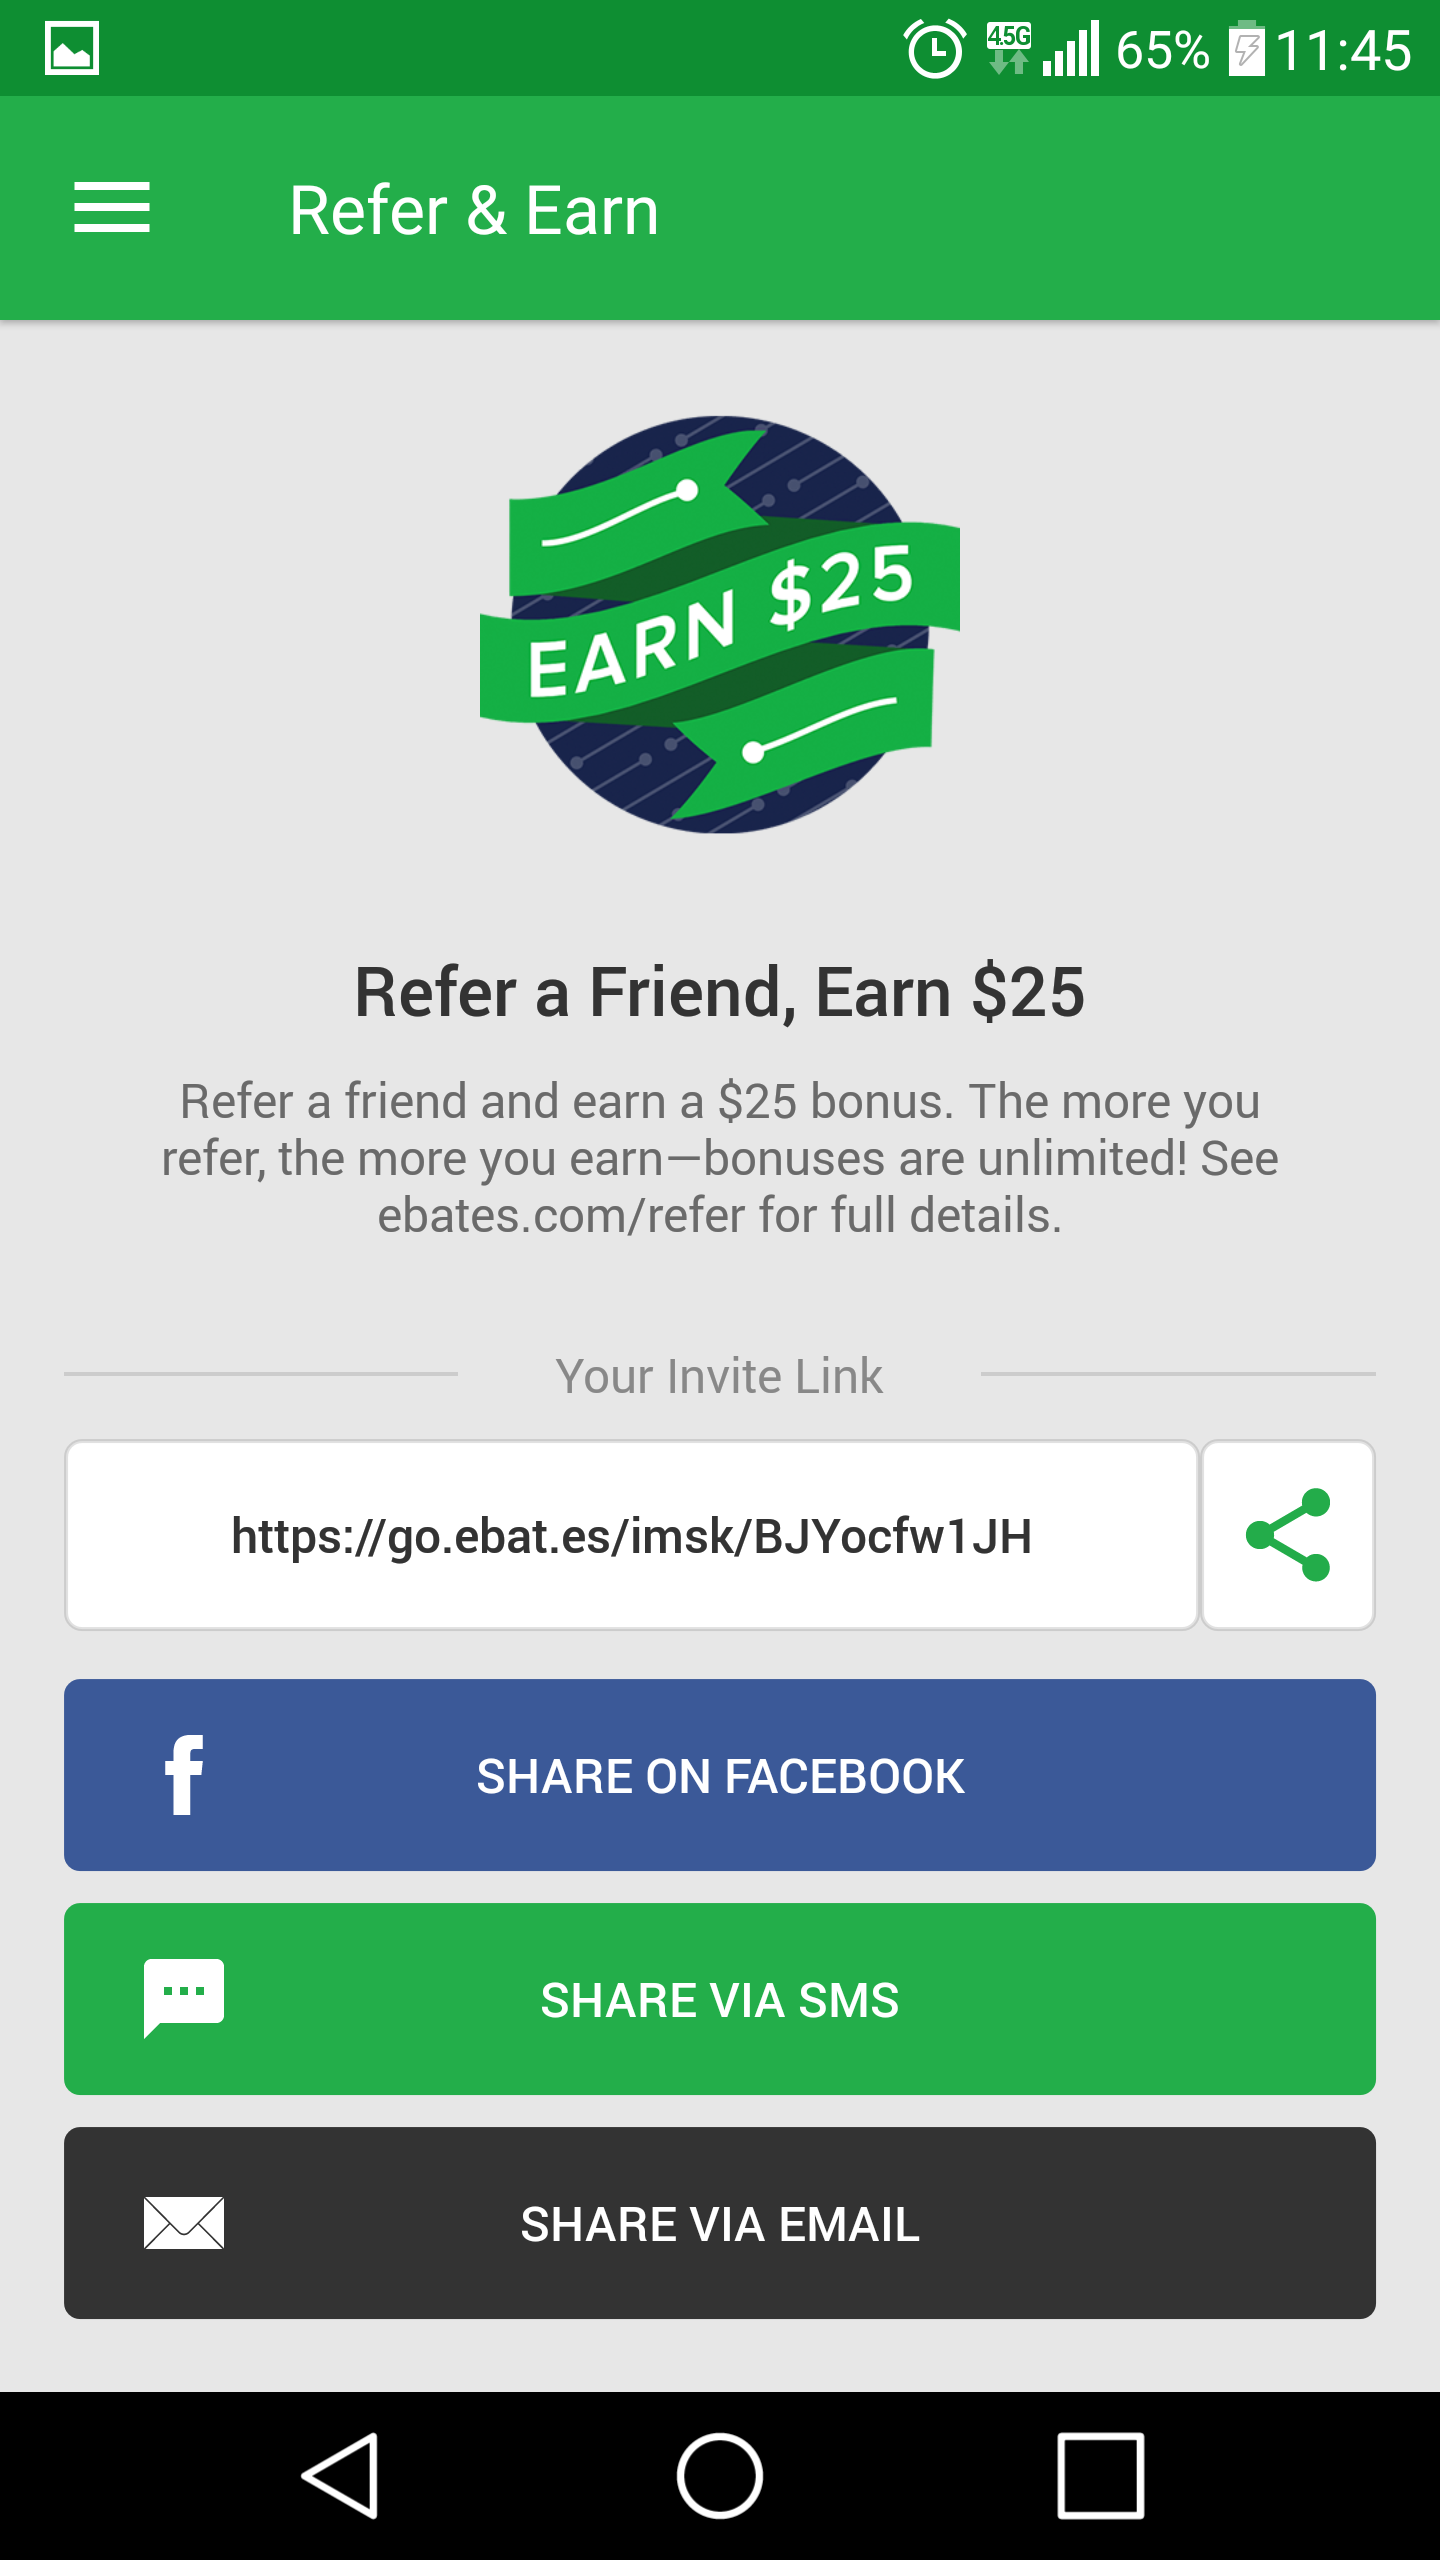 4.5G 65% 11:45
Refer & Earn
EARN $25
Refer a Friend, Earn $25
Refer a friend and earn a $25 bonus. The more you
refer, the more you earn—bonuses are unlimited! See
ebates.com/refer for full details.
Your Invite Link
https://go.ebat.es/imsk/BJYocfw1JH
SHARE ON FACEBOOK
SHARE VIA SMS
SHARE VIA EMAIL